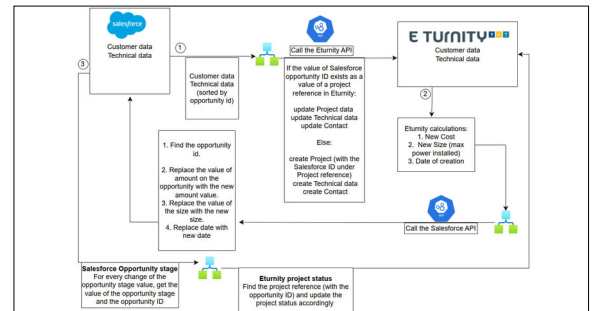 salesforce
Customer data
Technical data
1
3
Customer data
Technical data
(sorted by
opportunity id)
Call the Eturnity API
If the value of Salesforce
opportunity ID exists as a
value of a project
reference in Eturnity:
update Project data
update Technical data
update Contact
Else:
create Project (with the
Salesforce ID under
Project reference)
create Technical data
create Contact
E TURNITY
Customer data
Technical data
2
Eturnity calculations:
1. New Cost
2. New Size (max
power installed)
3. Date of creation
1. Find the opportunity
id.
2. Replace the value of
amount on the
opportunity with the new
amount value.
3. Replace the value of
the size with the new
size.
4. Replace date with
new date
Call the Salesforce API
Salesforce Opportunity stage
For every change of the
opportunity stage value, get the
value of the opportunity stage
and the opportunity ID
Eturnity project status
Find the project reference (with the
opportunity ID) and update the
project status accordingly